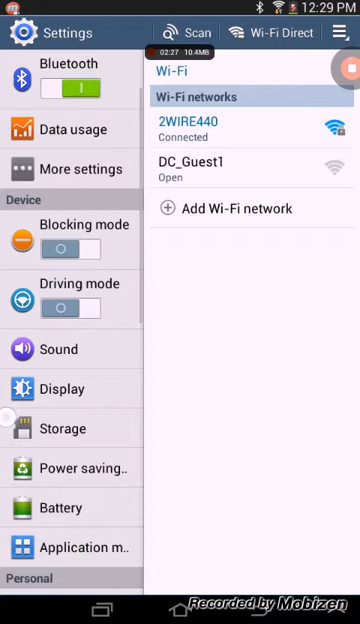 12:29 PM
Settings
Scan
Wi-Fi Direct
02:27 10.4MB
Bluetooth
Wi-Fi
Wi-Fi networks
2WIRE440
Connected
Data usage
DC_Guest1
Open
More settings
Device
Add Wi-Fi network
Blocking mode
Driving mode
Sound
Display
Storage
Power saving..
Battery
Application m..
Personal
Recorded by Mobizen